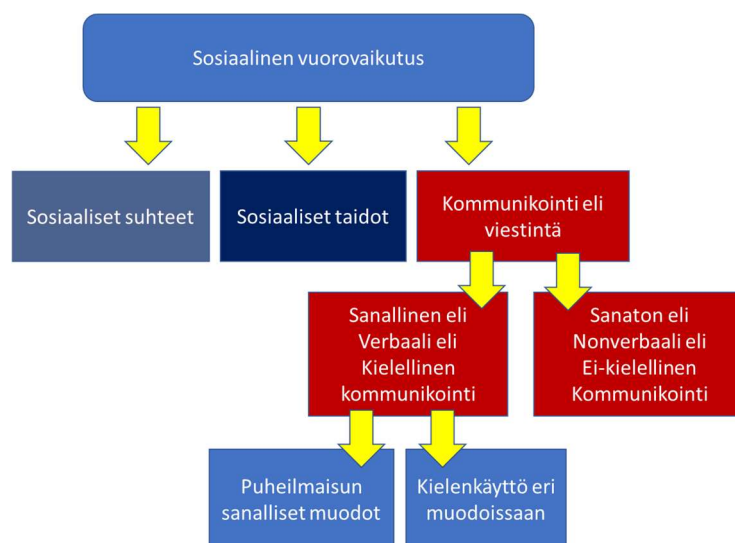 Sosiaalinen vuorovaikutus
Sosiaaliset suhteet
Sosiaaliset taidot
Kommunikointi eli
viestintä
Sanallinen eli
Verbaali eli
Kielellinen
kommunikointi
Sanaton eli
Nonverbaali eli
Ei-kielellinen
Kommunikointi
Puheilmaisun
sanalliset muodot
Kielenkäyttö eri
muodoissaan